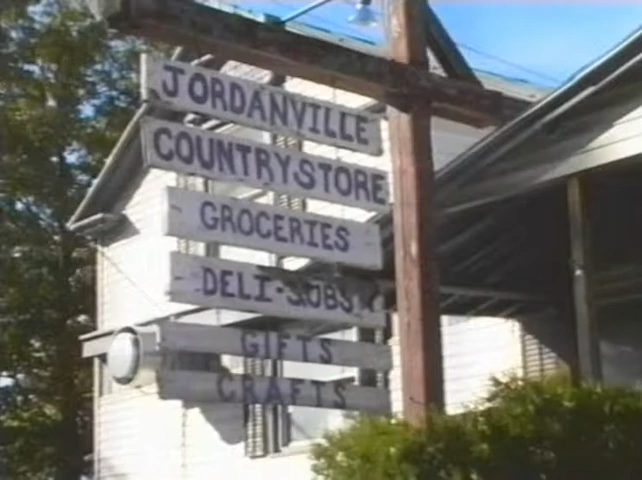 JORDANVILLE
COUNTRY STORE
GROCERIES
DELI-SUBS
GIFTS
CRAFTS